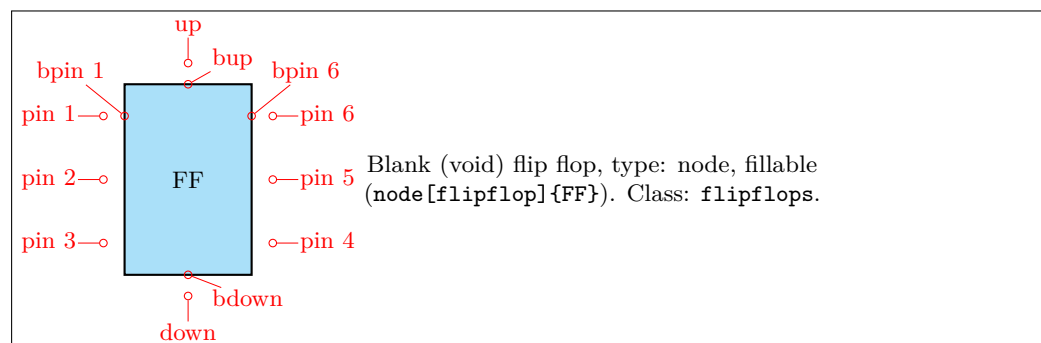 up
bup
bpin 1
bpin 6
pin 1
pin 6
pin 2
FF
pin 5
pin 3
pin 4
bdown
down
Blank (void) flip flop, type: node, fillable
(node[flipflop]{FF}). Class: flipflops.